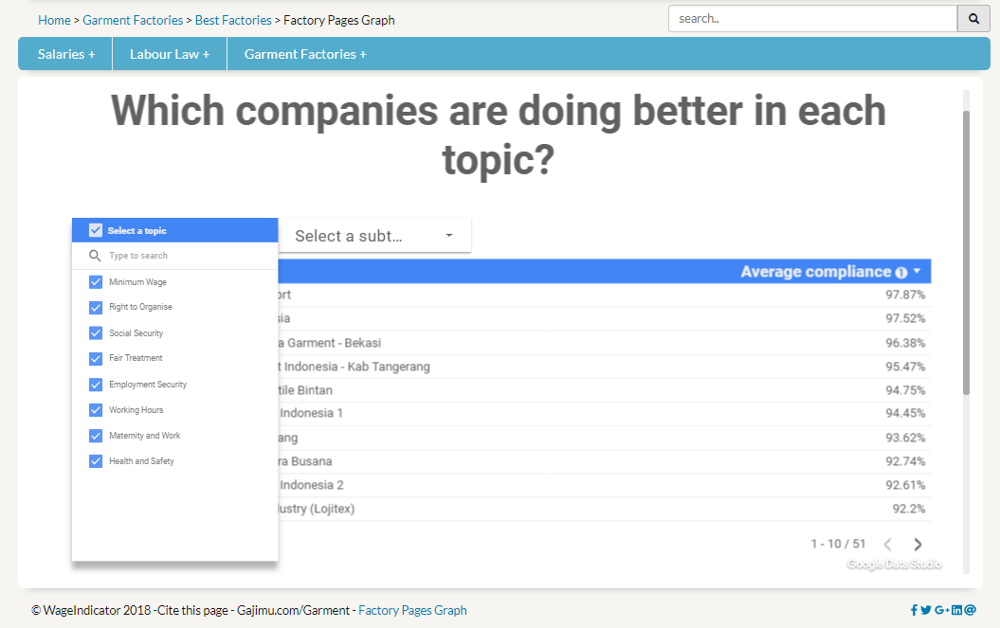 Home > Garment Factories > Best Factories > Factory Pages Graph
search..
Salaries +
Labour Law +
Garment Factories +
Which companies are doing better in each
topic?
Select a topic
Select a subt...
Type to search
Average compliance
Minimum Wage
ort
97.87%
Right to Organise
sia
97.52%
Social Security
a Garment - Bekasi
96.38%
Fair Treatment
t Indonesia - Kab Tangerang
95.47%
Employment Security
tile Bintan
94.75%
Working Hours
Indonesia 1
94.45%
Maternity and Work
ang
93.62%
Health and Safety
ra Busana
92.74%
Indonesia 2
92.61%
lustry (Lojitex)
92.2%
1 - 10 / 51
Google Data Studio
© WageIndicator 2018 -Cite this page - Gajimu.com/Garment - Factory Pages Graph